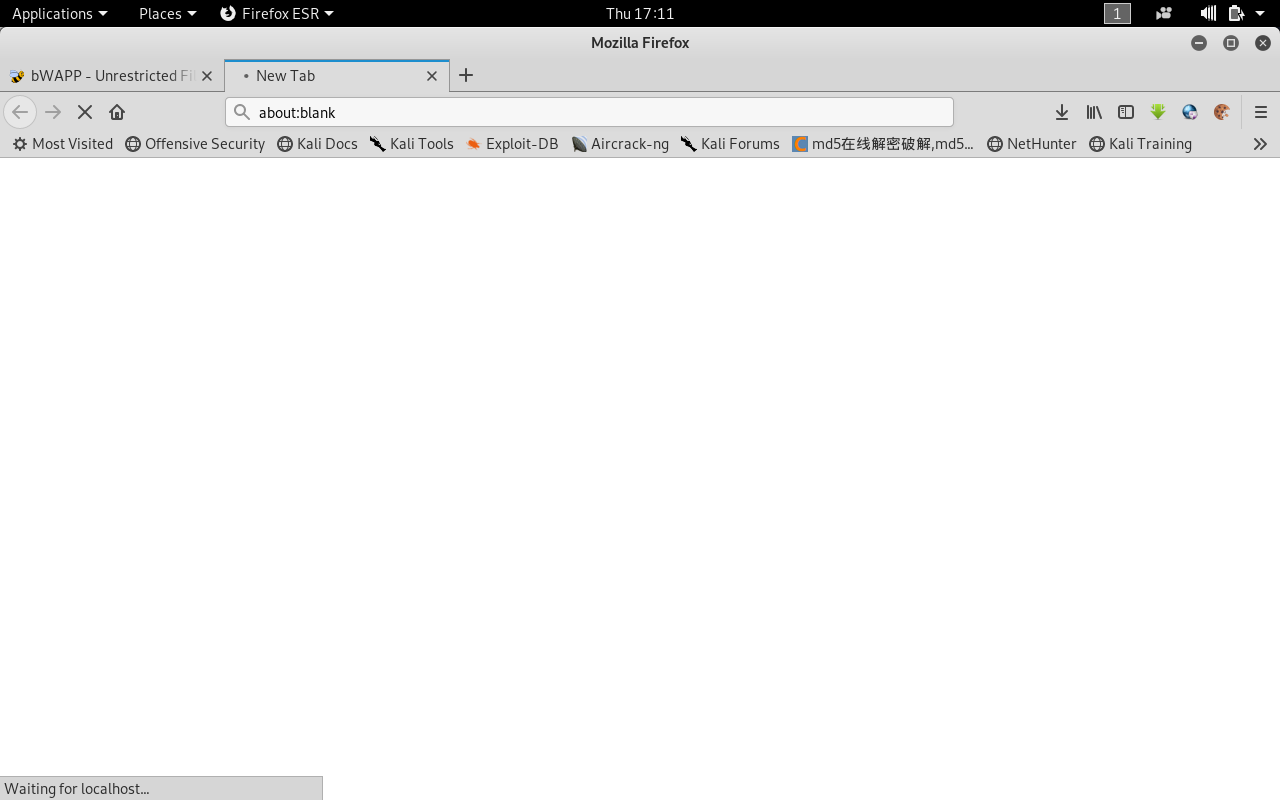 Applications Places Firefox ESR Thu 17:11 1
Mozilla Firefox
bWAPP - Unrestricted Fi New Tab
about:blank
Most Visited Offensive Security Kali Docs Kali Tools Exploit-DB Aircrack-ng Kali Forums md5在线解密破解,md5... NetHunter Kali Training
Waiting for localhost...